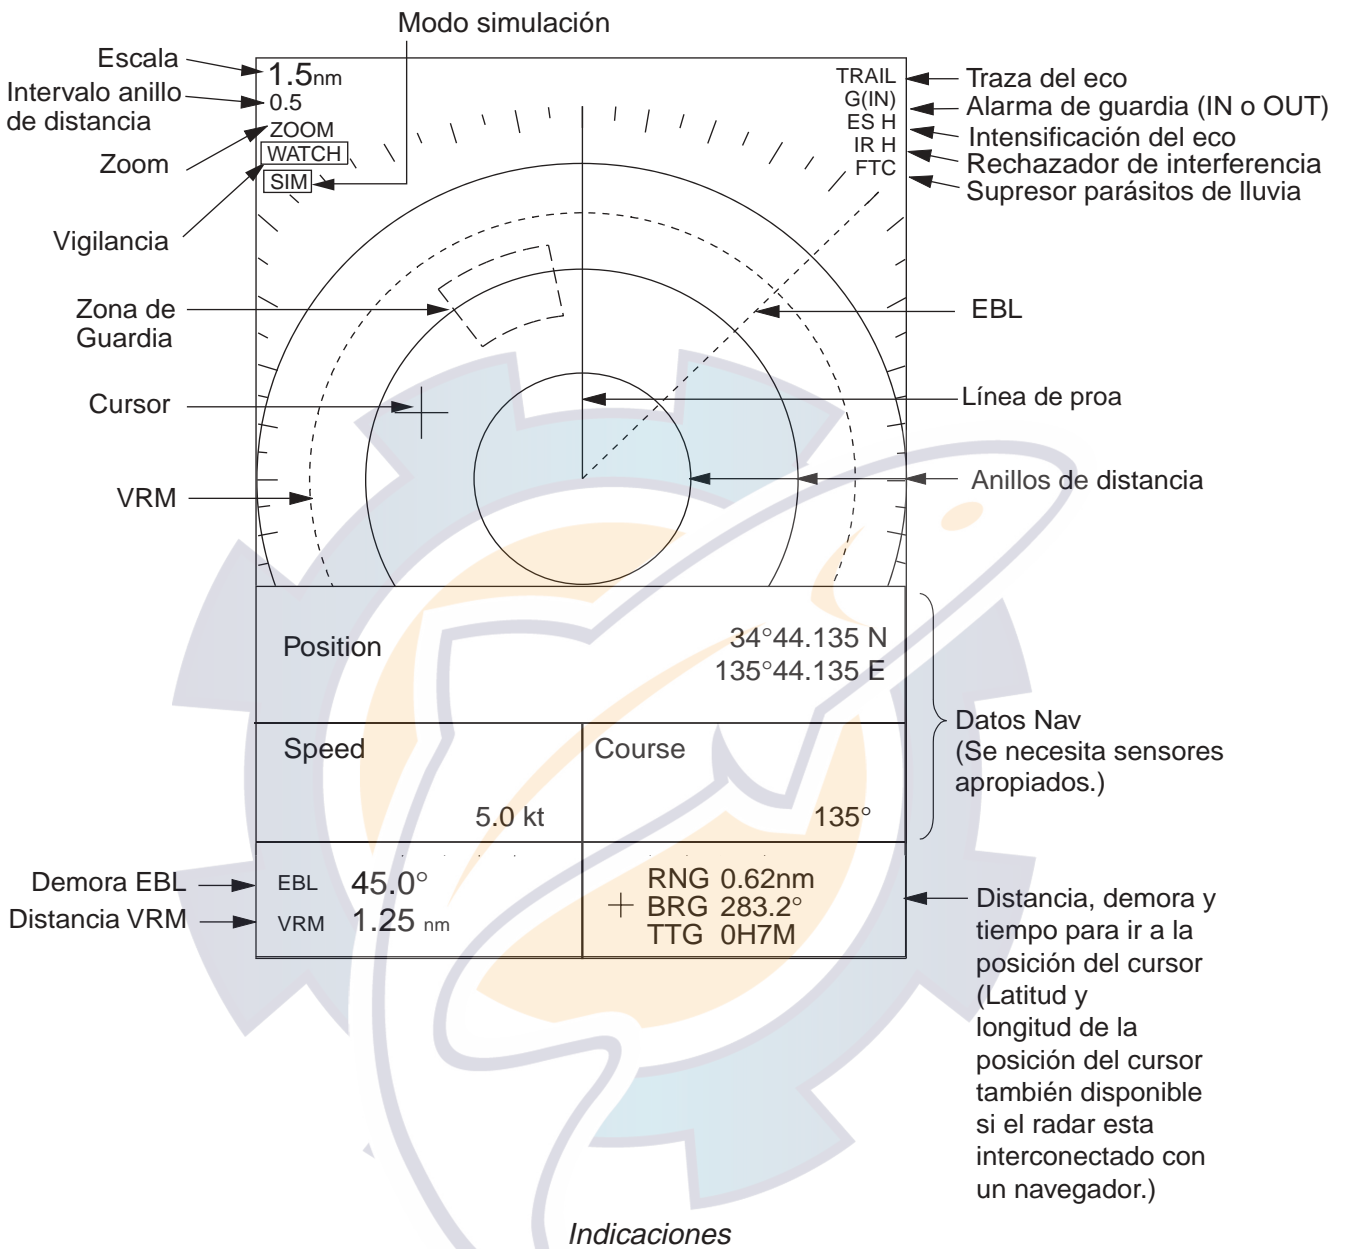 Modo simulación
Escala
1.5nm
Intervalo anillo
de distancia
0.5
ZOOM
Zoom
WATCH
SIM
Vigilancia
TRAIL
G(IN)
ES H
IR H
FTC
Traza del eco
Alarma de guardia (IN o OUT)
Intensificación del eco
Rechazador de interferencia
Supresor parásitos de lluvia
Zona de
Guardia
EBL
Cursor
Línea de proa
VRM
Anillos de distancia
Position
34°44.135 N
135°44.135 E
Speed
5.0 kt
Course
135°
Datos Nav
(Se necesita sensores
apropiados.)
Demora EBL
Distancia VRM
EBL 45.0°
VRM 1.25 nm
RNG 0.62nm
BRG 283.2°
TTG 0H7M
Distancia, demora y
tiempo para ir a la
posición del cursor
(Latitud y
longitud de la
posición del cursor
también disponible
si el radar esta
interconectado con
un navegador.)
Indicaciones